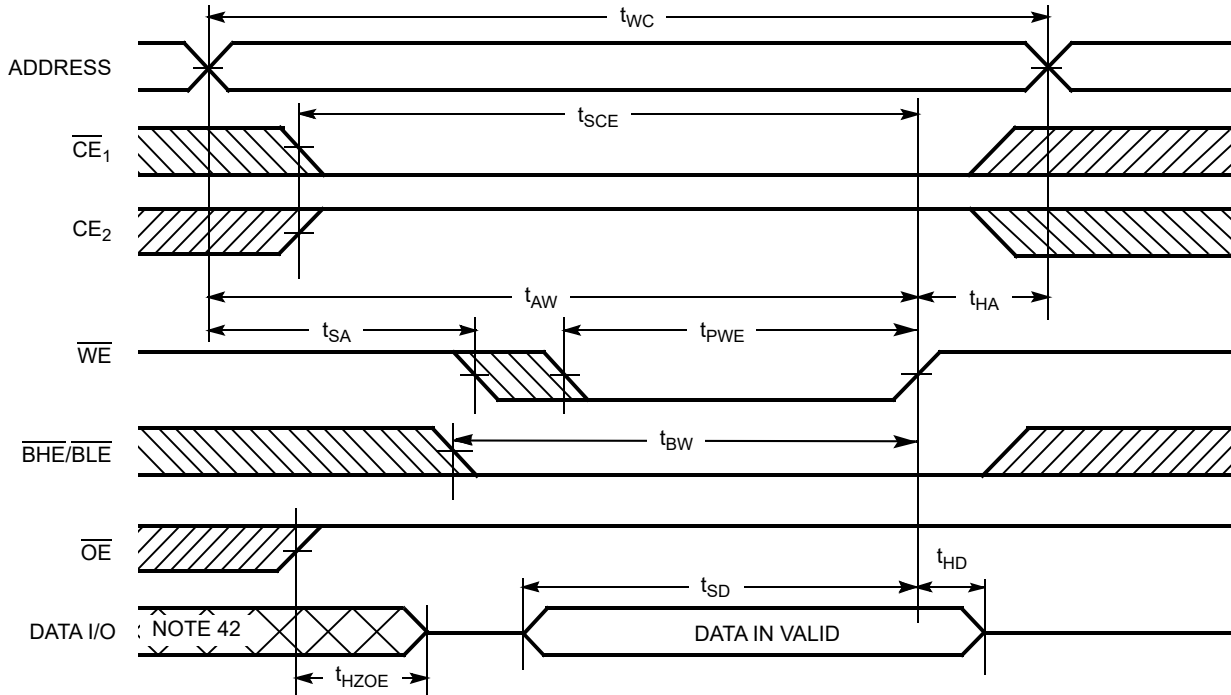 tWC
ADDRESS
tSCE
CE1
CE2
tAW
tHA
tSA
tPWE
WE
tBW
BHE/BLE
OE
tHD
tSD
DATA I/O NOTE 42 DATA IN VALID
tHZOE